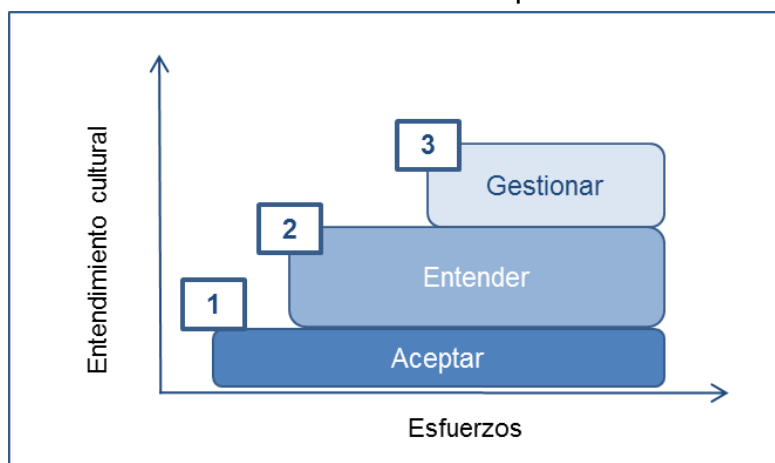 Entendimiento cultural
3
Gestionar
2
Entender
1
Aceptar
Esfuerzos